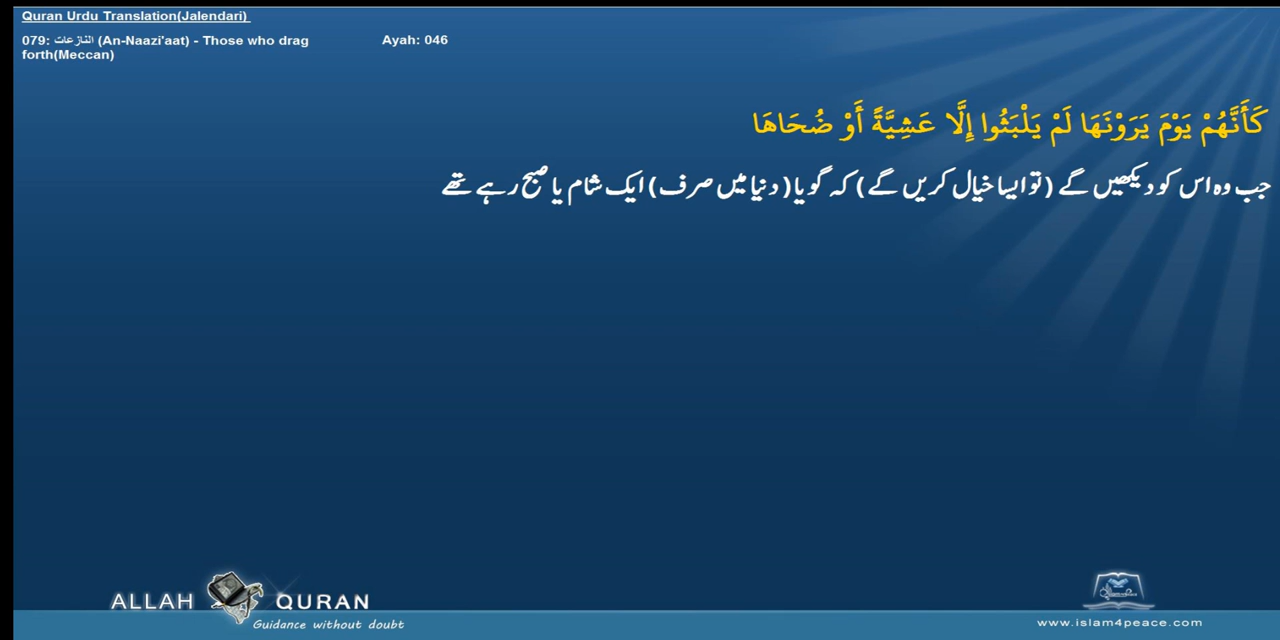 Quran Urdu Translation(Jalendari)
079: النازعات (An-Naazi'aat) - Those who drag forth(Meccan)
Ayah: 046
كَأَنَّهُمْ يَوْمَ يَرَوْنَهَا لَمْ يَلْبَثُوا إِلَّا عَشِيَّةً أَوْ ضُحَاهَا
جب وہ اس کو دیکھیں گے (تو ایسا خیال کریں گے) کہ گویا (دنیا میں صرف) ایک شام یا صبح رہے تھے
ALLAH QURAN
Guidance without doubt
www.islam4peace.com